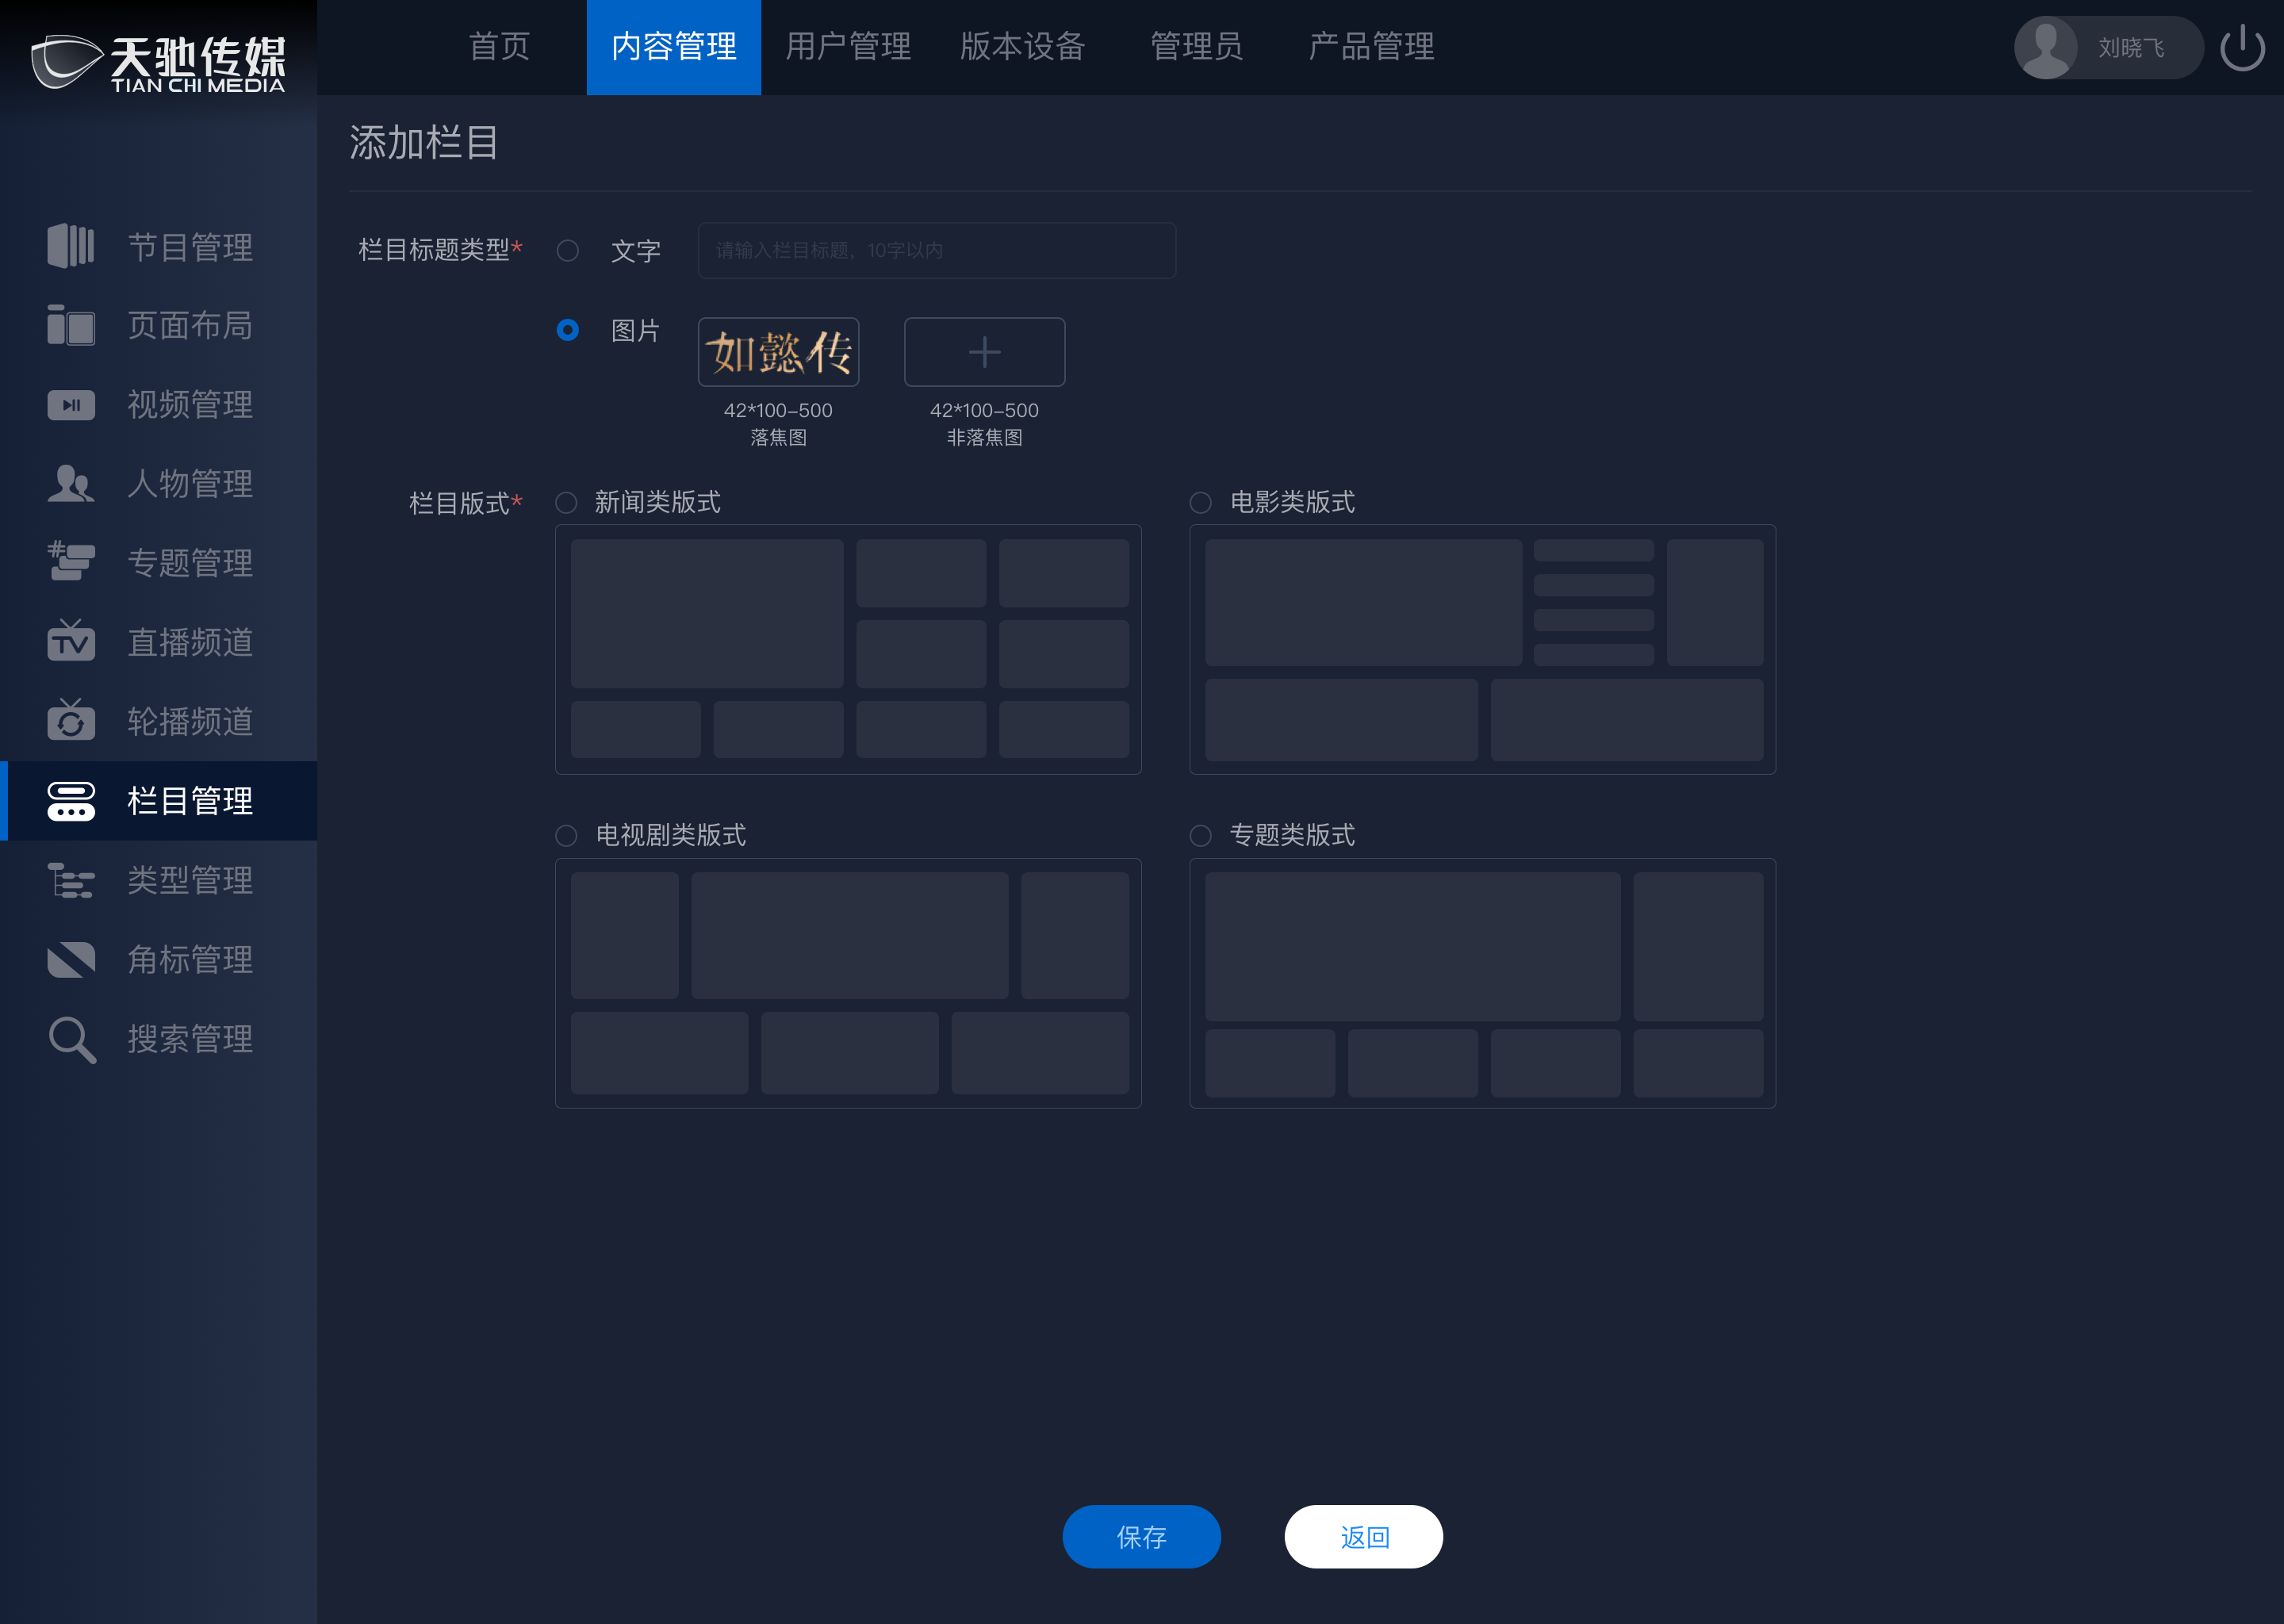 天驰传媒
TIAN CHI MEDIA
首页
内容管理
用户管理
版本设备
管理员
产品管理
刘晓飞
节目管理
页面布局
视频管理
人物管理
专题管理
TV
直播频道
轮播频道
栏目管理
类型管理
角标管理
搜索管理
添加栏目
栏目标题类型*
文字
请输入栏目标题，10字以内
图片
如懿传
42*100-500
落焦图
42*100-500
非落焦图
栏目版式*
新闻类版式
电影类版式
电视剧类版式
专题类版式
保存
返回